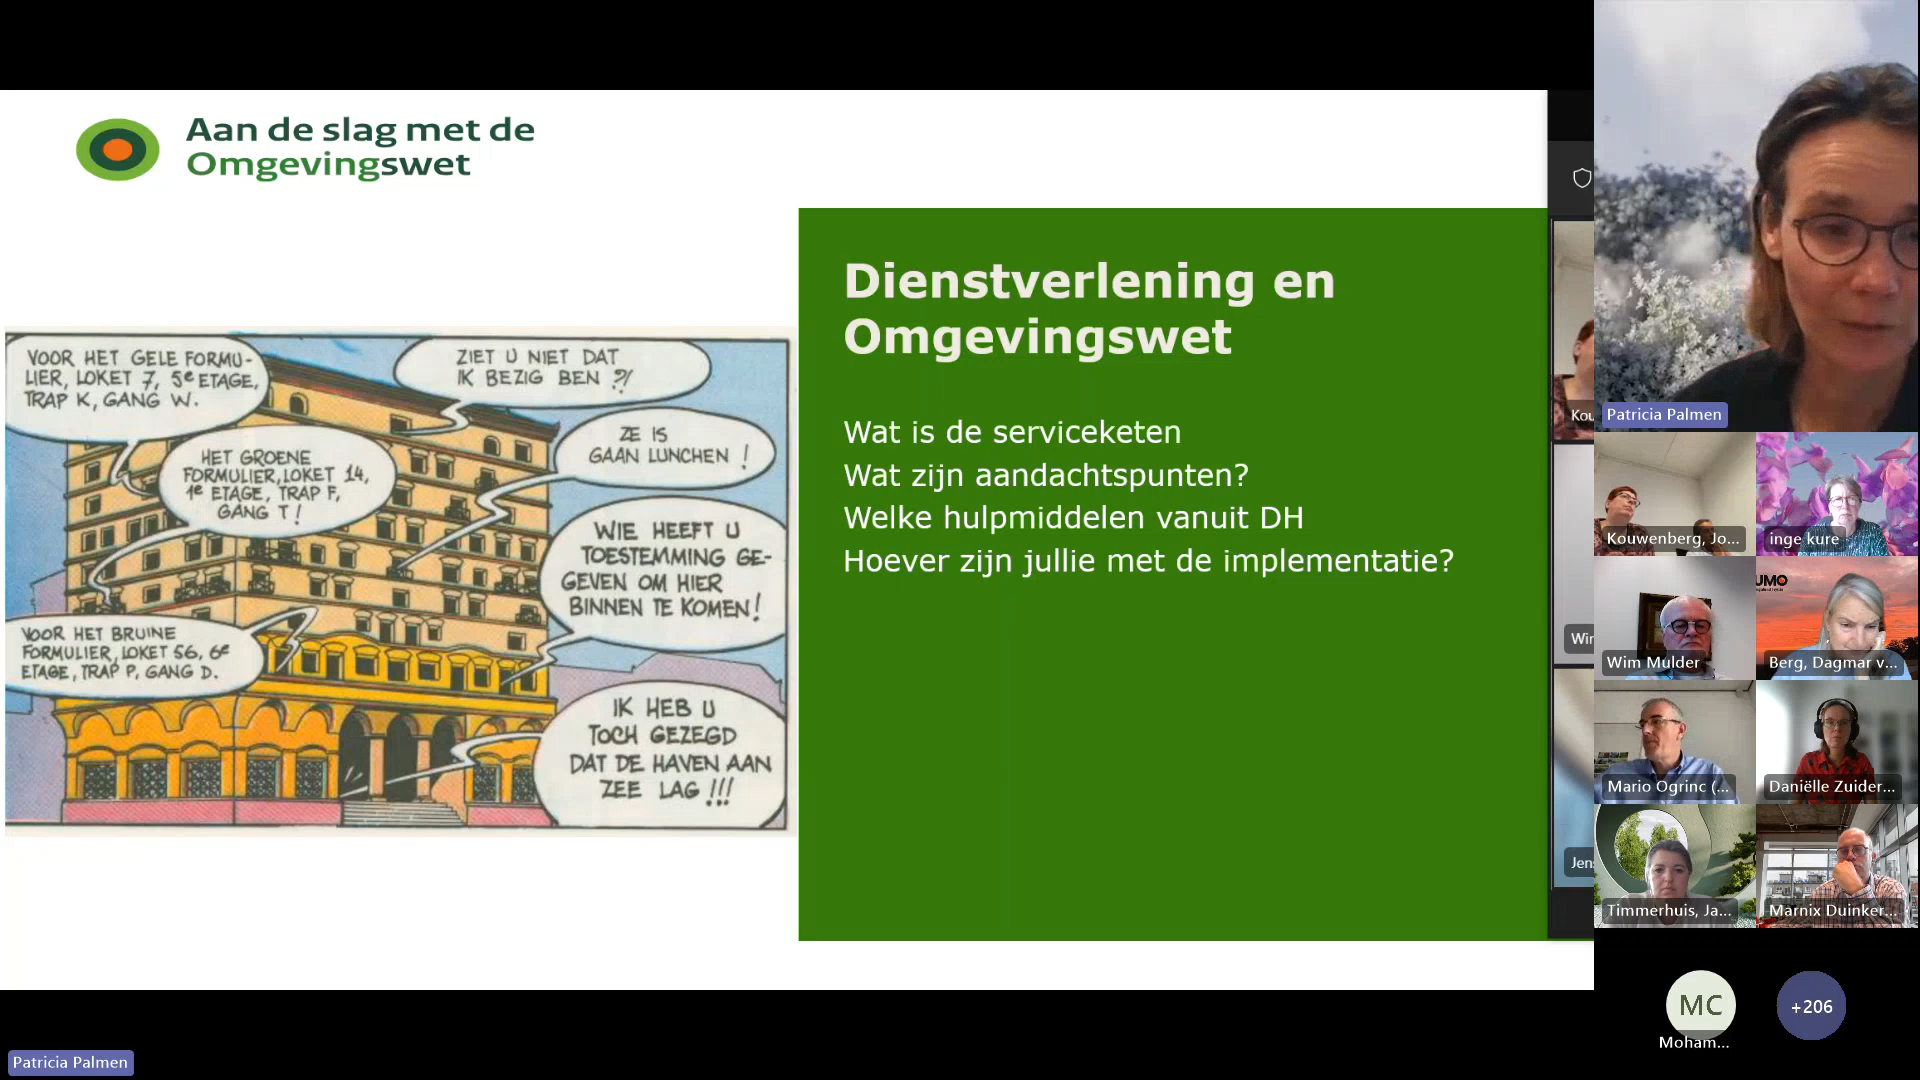 Aan de slag met de
Omgevingswet
VOOR HET GELE FORMU-
LIER, LOKET 7, 5e ETAGE,
TRAP K, GANG W.
ZIET U NIET DAT
IK BEZIG BEN ?!
HET GROENE
FORMULIER, LOKET 14,
1e ETAGE, TRAP F,
GANG T!
ZE IS
GAAN LUNCHEN !
WIE HEEFT U
TOESTEMMING GE-
GEVEN OM HIER
BINNEN TE KOMEN!
VOOR HET BRUINE
FORMULIER, LOKET 56, 6e
ETAGE, TRAP P, GANG D.
IK HEB U
TOCH GEZEGD
DAT DE HAVEN AAN
ZEE LAG !!!
Dienstverlening en
Omgevingswet
Wat is de serviceketen
Wat zijn aandachtspunten?
Welke hulpmiddelen vanuit DH
Hoever zijn jullie met de implementatie?
Kou
Wim
Jens
Patricia Palmen
Kouwenberg, Jo...
inge kure
Wim Mulder
UMO
Berg, Dagmar v...
Mario Ogrinc (...
Daniëlle Zuider...
Timmerhuis, Ja...
Marnix Duinker...
MC
Moham...
+206
Patricia Palmen